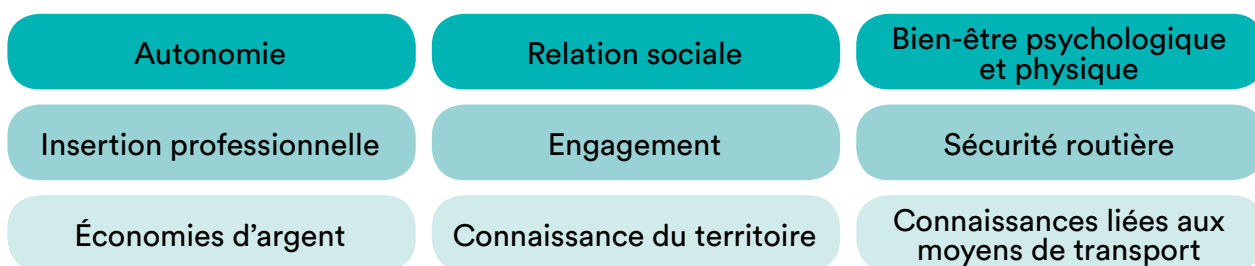 Autonomie
Relation sociale
Bien-être psychologique
et physique
Insertion professionnelle
Engagement
Sécurité routière
Économies d'argent
Connaissance du territoire
Connaissances liées aux
moyens de transport